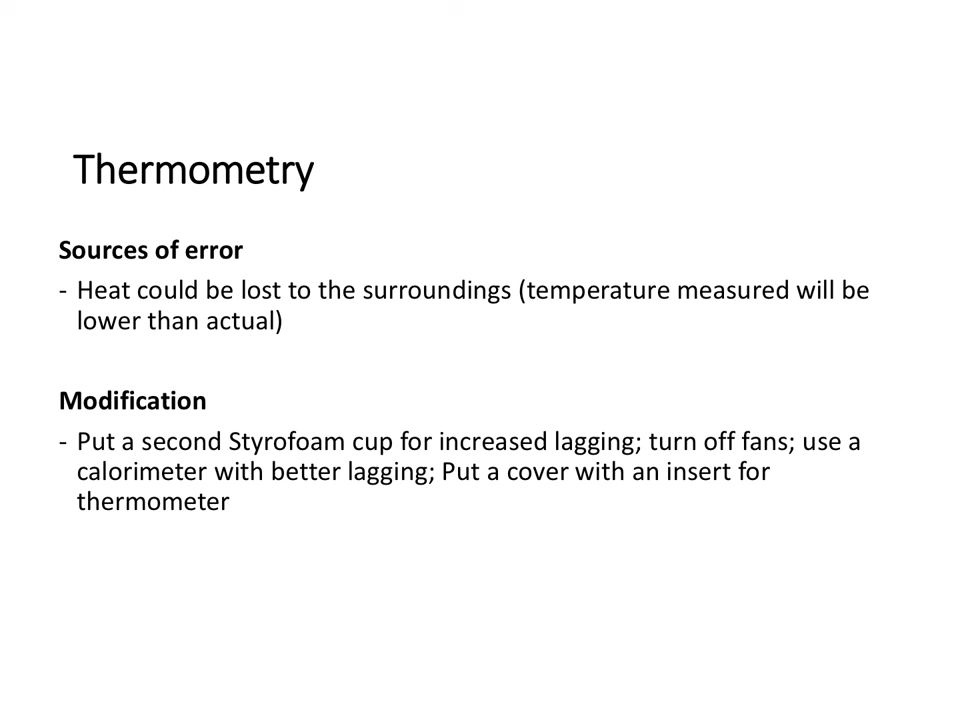 Thermometry
Sources of error
- Heat could be lost to the surroundings (temperature measured will be
lower than actual)
Modification
- Put a second Styrofoam cup for increased lagging; turn off fans; use a
calorimeter with better lagging; Put a cover with an insert for
thermometer